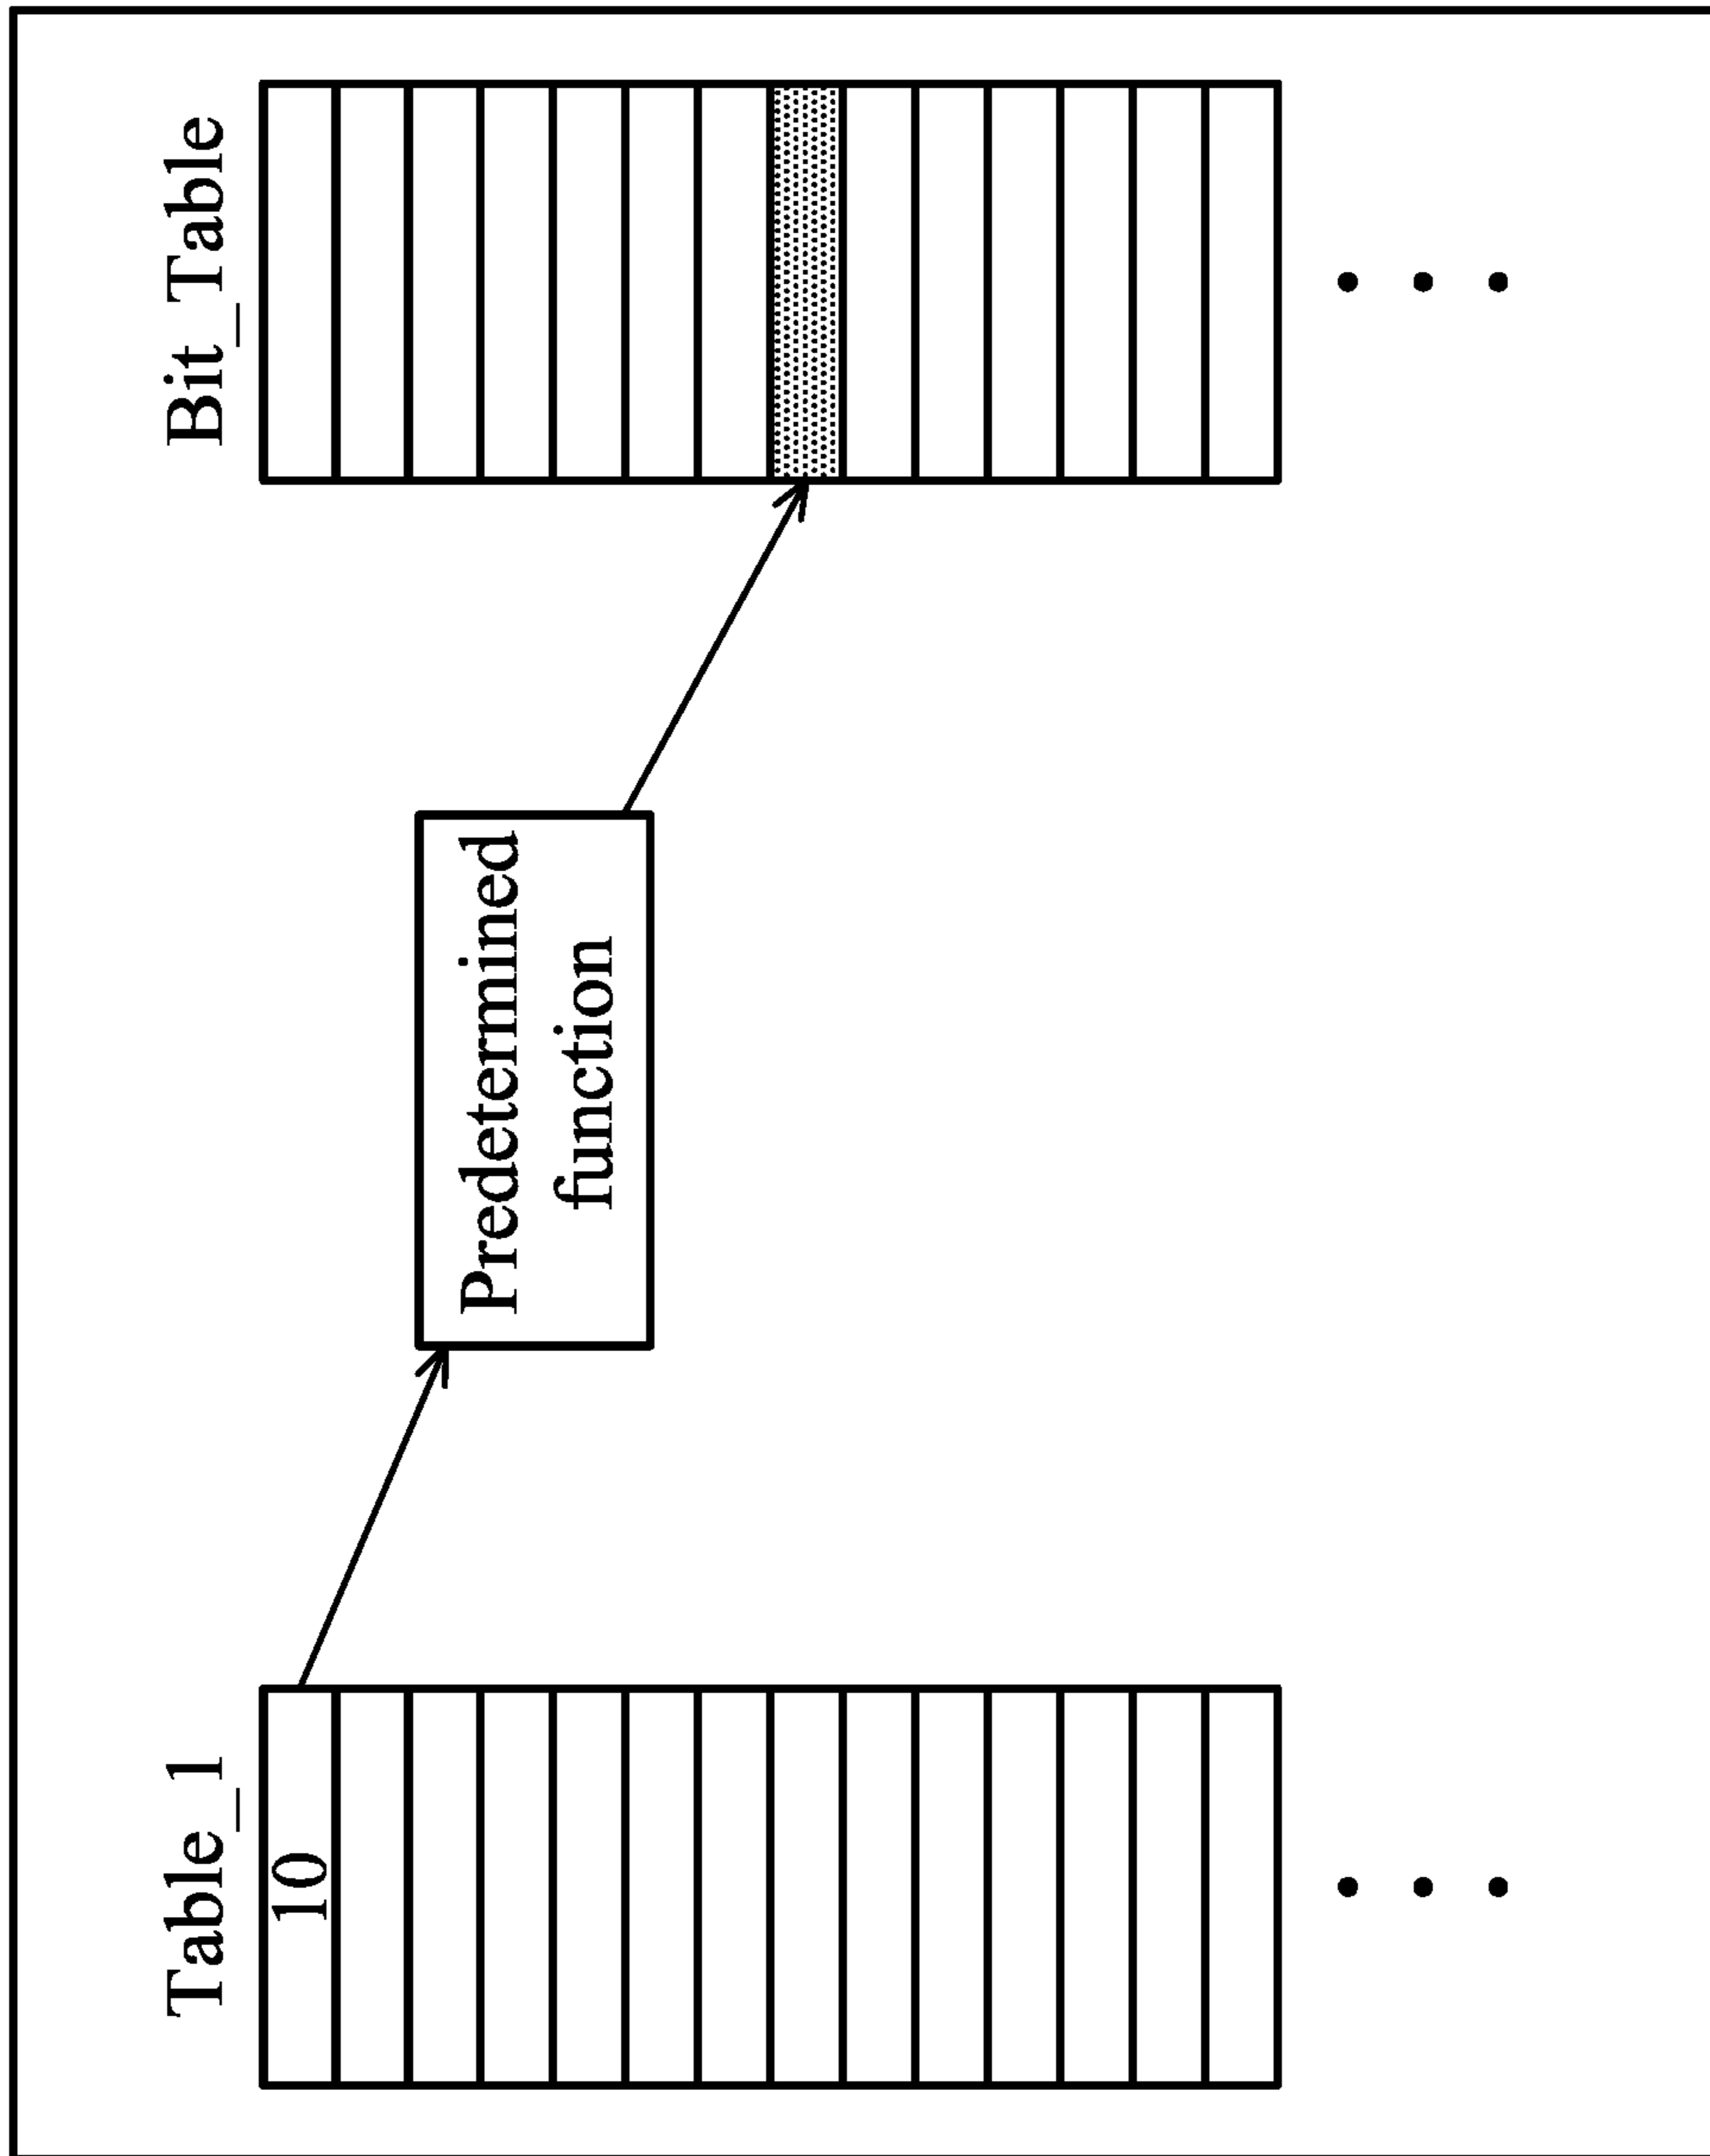 Table_1
10
Predetermined
function
Bit_Table